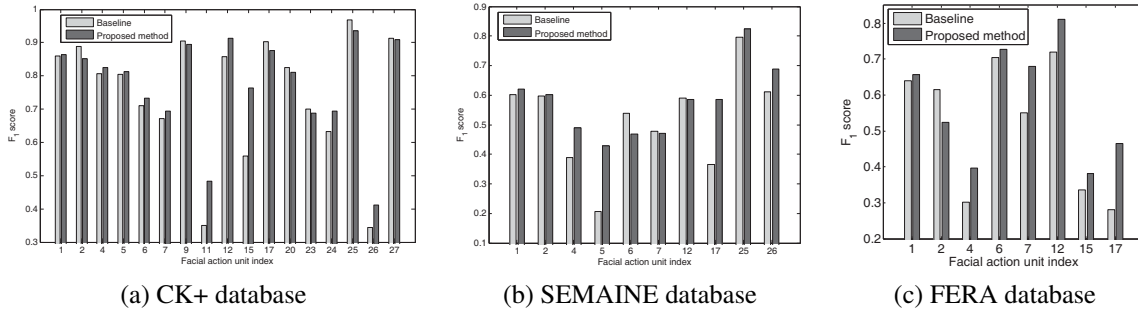 1
0.9
0.8
0.7
0.6
0.5
0.4
0.3
F1 score
Baseline
Proposed method
1 2 4 5 6 7 9 11 12 15 17 20 23 24 25 26 27
Facial action unit index
(a) CK+ database
0.9
0.8
0.7
0.6
0.5
0.4
0.3
0.2
0.1
F1 score
Baseline
Proposed method
1 2 4 5 6 7 12 17 25 26
Facial action unit index
(b) SEMAINE database
0.8
0.7
0.6
0.5
0.4
0.3
0.2
F1 score
Baseline
Proposed method
1 2 4 6 7 12 15 17
Facial action unit index
(c) FERA database